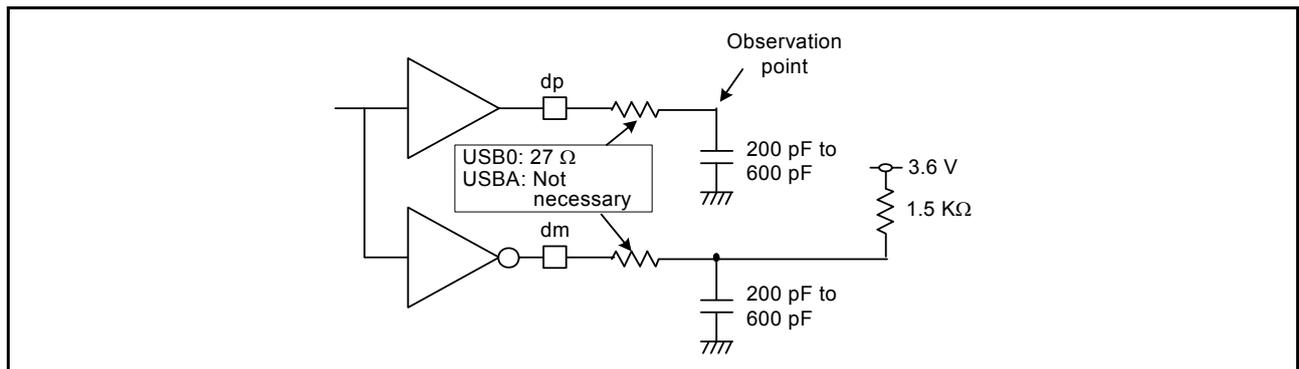 Observation
point
dp
USB0: 27 Ω
USBA: Not
necessary
200 pF to
600 pF
3.6 V
1.5 KΩ
dm
200 pF to
600 pF